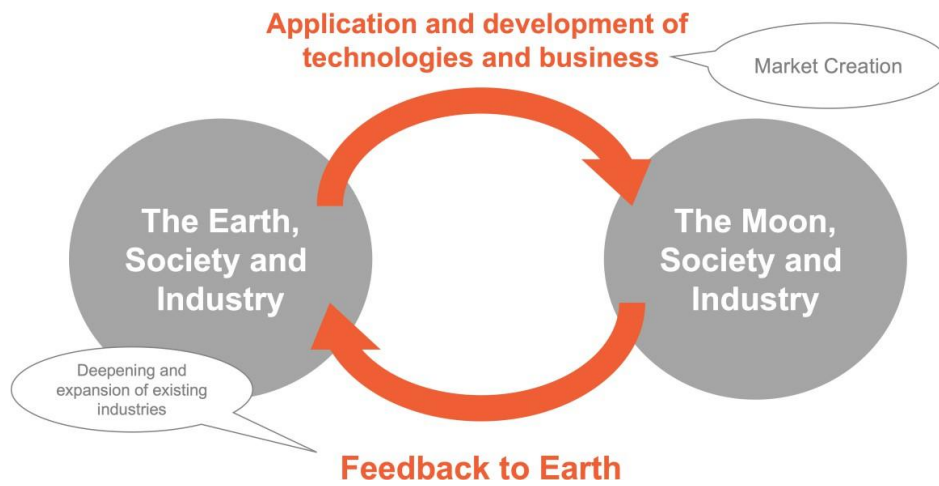 Application and development of
technologies and business
Market Creation
The Earth,
Society and
Industry
The Moon,
Society and
Industry
Deepening and
expansion of existing
industries
Feedback to Earth